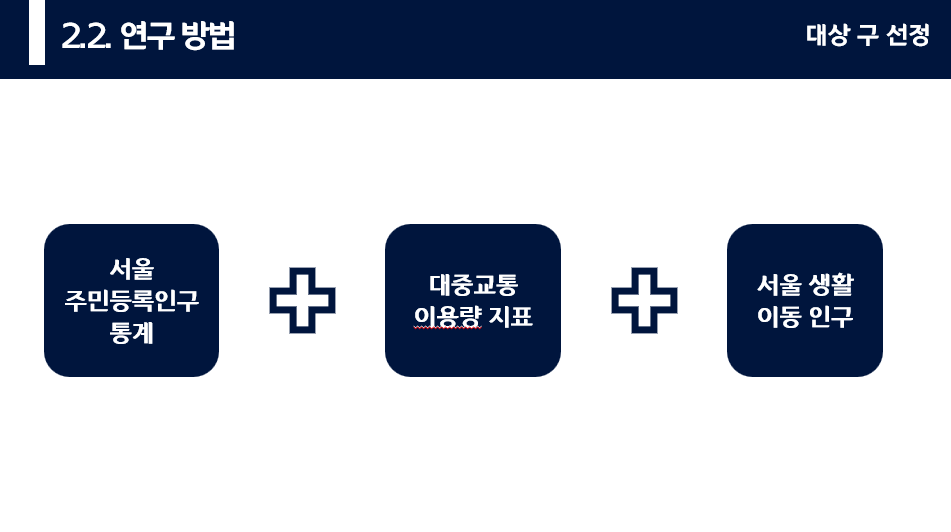 2.2. 연구 방법
대상 구 선정
서울
주민등록인구
통계
대중교통
이용량 지표
서울 생활
이동 인구